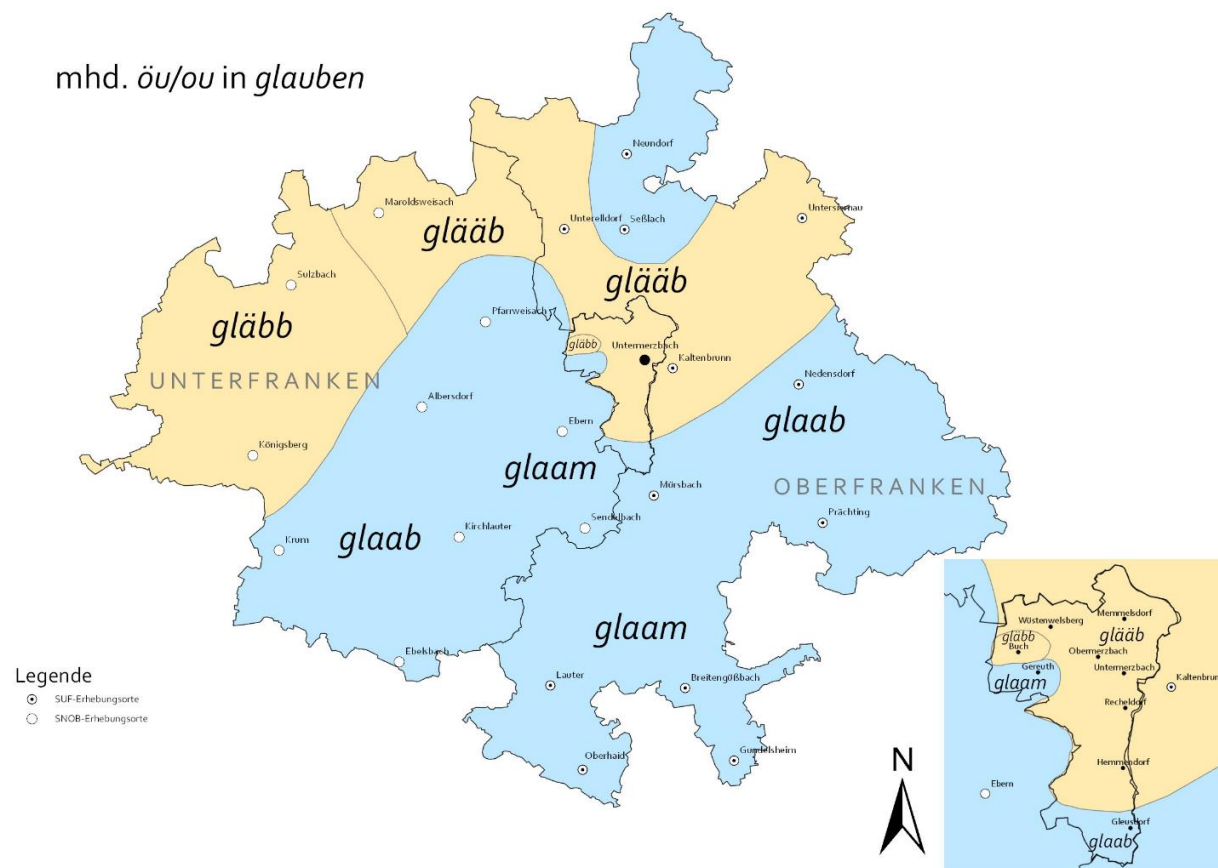 mhd. öu/ou in glauben
Neundorf
Maroldsweisach
Unterelldorf
Seßlach
Untersiemau
glääb
Sulzbach
glääb
gläbb
Pfarrweisach
gläbb
Untermerzbach
Kaltenbrunn
UNTERFRANKEN
Nedensdorf
Albersdorf
glaab
Ebern
Königsberg
glaam
Mürsbach
OBERFRANKEN
Prächting
Sendelbach
Kirchlauter
glaab
Krum
glaam
Ebelsbach
Lauter
Breitengüßbach
Gundelsheim
Oberhaid
Legende
SUF-Erhebungsorte
SNOB-Erhebungsorte
N
Memmelsdorf
Wüstenwelsberg
gläbb
glääb
Buch
Obermerzbach
Gereuth
Untermerzbach
glaam
Kaltenbrun
Recheldorf
Hemmendorf
Ebern
Gleusdorf
glaab